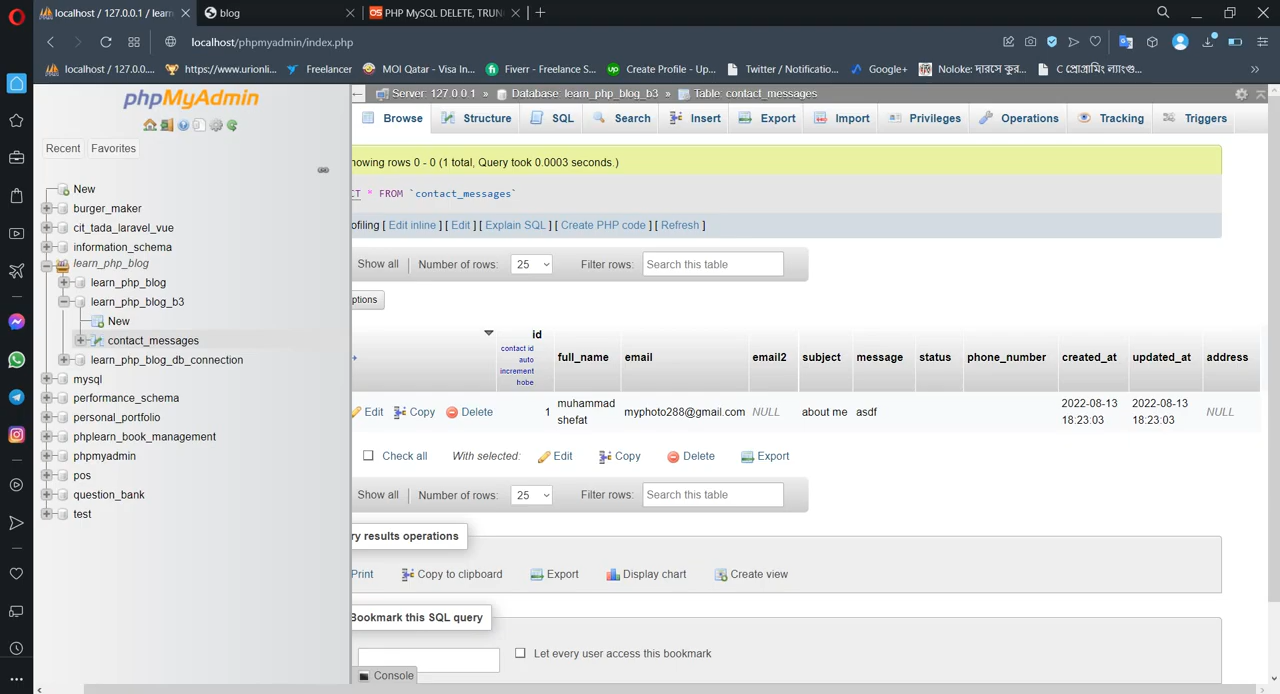 localhost / 127.0.0.1 / learn
blog
PHP MySQL DELETE, TRUN
localhost/phpmyadmin/index.php
localhost / 127.0.0....
https://www.urionli...
Freelancer
MOI Qatar - Visa In...
Fiverr - Freelance S...
Create Profile - Up...
Twitter / Notificatio...
Google+
Noloke: দারসে কুর...
C প্রোগ্রামিং ল্যাংগু...
phpMyAdmin
Recent Favorites
New
burger_maker
cit_tada_laravel_vue
information_schema
learn_php_blog
learn_php_blog
learn_php_blog_b3
New
contact_messages
learn_php_blog_db_connection
mysql
performance_schema
personal_portfolio
phplearn_book_management
phpmyadmin
pos
question_bank
test
Server: 127.0.0.1 » Database: learn_php_blog_b3 » Table: contact_messages
Browse Structure SQL Search Insert Export Import Privileges Operations Tracking Triggers
howing rows 0 - 0 (1 total, Query took 0.0003 seconds.)
CT * FROM `contact_messages`
ofiling [ Edit inline ] [ Edit ] [ Explain SQL ] [ Create PHP code ] [ Refresh ]
Show all | Number of rows: 25 Filter rows: Search this table
ptions
id
contact id
auto
increment
hobe
full_name email email2 subject message status phone_number created_at updated_at address
Edit Copy Delete 1 muhammad shefat myphoto288@gmail.com NULL about me asdf 2022-08-13 18:23:03 2022-08-13 18:23:03 NULL
Check all With selected: Edit Copy Delete Export
Show all | Number of rows: 25 Filter rows: Search this table
ry results operations
Print Copy to clipboard Export Display chart Create view
Bookmark this SQL query
Let every user access this bookmark
Console